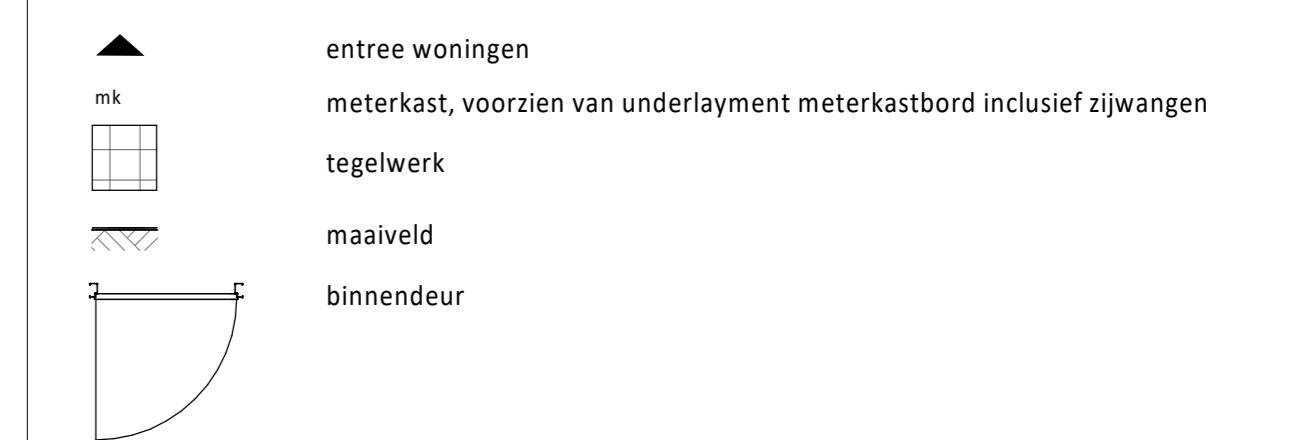 entree woningen
mk meterkast, voorzien van underlayment meterkastbord inclusief zijwangen
tegelwerk
maaiveld
binnendeur